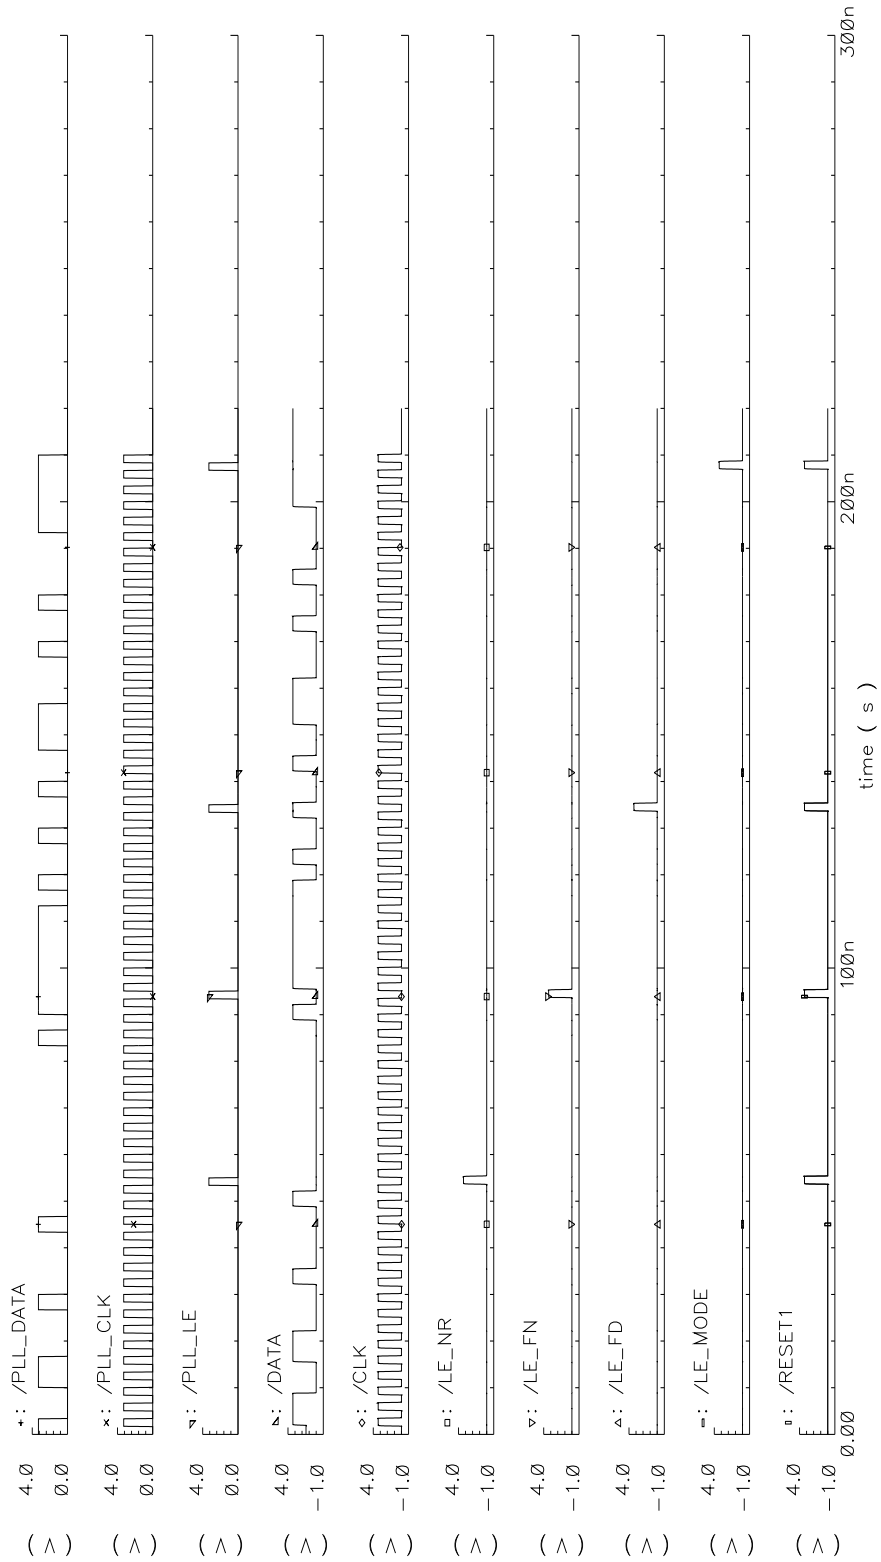 +: /PLL_DATA
4.0
0.0
( V )
×: /PLL_CLK
4.0
0.0
( V )
▿: /PLL_LE
4.0
0.0
( V )
: /DATA
4.0
-1.0
( V )
◇: /CLK
4.0
-1.0
( V )
□: /LE_NR
4.0
-1.0
( V )
▽: /LE_FN
4.0
-1.0
( V )
△: /LE_FD
4.0
-1.0
( V )
▯: /LE_MODE
4.0
-1.0
( V )
▯: /RESET1
4.0
-1.0
( V )
0.00 100n 200n 300n
time ( s )